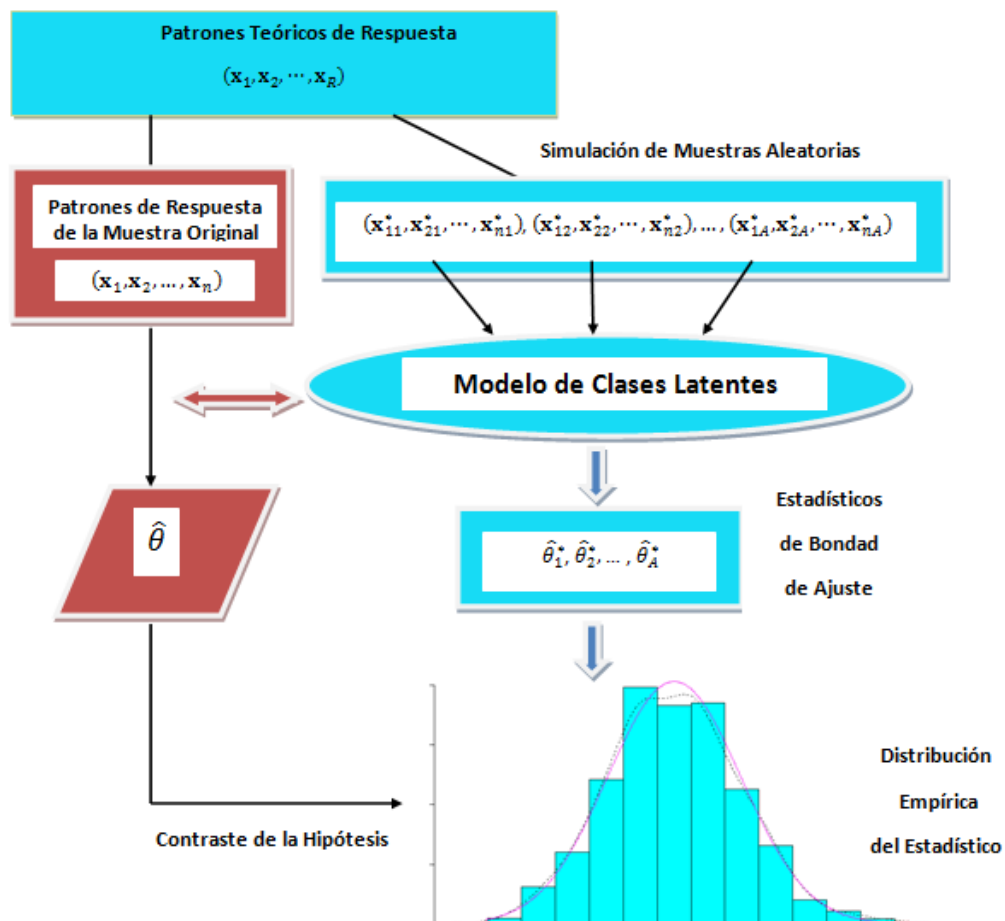 Patrones Teóricos de Respuesta
(x₁,x₂, ⋯ ,x_R)
Simulación de Muestras Aleatorias
Patrones de Respuesta
de la Muestra Original
(x₁,x₂, … ,xₙ)
(x*₁₁,x*₂₁, ⋯ ,x*ₙ₁), (x*₁₂,x*₂₂, ⋯ ,x*ₙ₂), … , (x*₁A,x*₂A, ⋯ ,x*ₙA)
Modelo de Clases Latentes
θ̂
θ̂*₁, θ̂*₂, … , θ̂*A
Estadísticos
de Bondad
de Ajuste
Contraste de la Hipótesis
Distribución
Empírica
del Estadístico